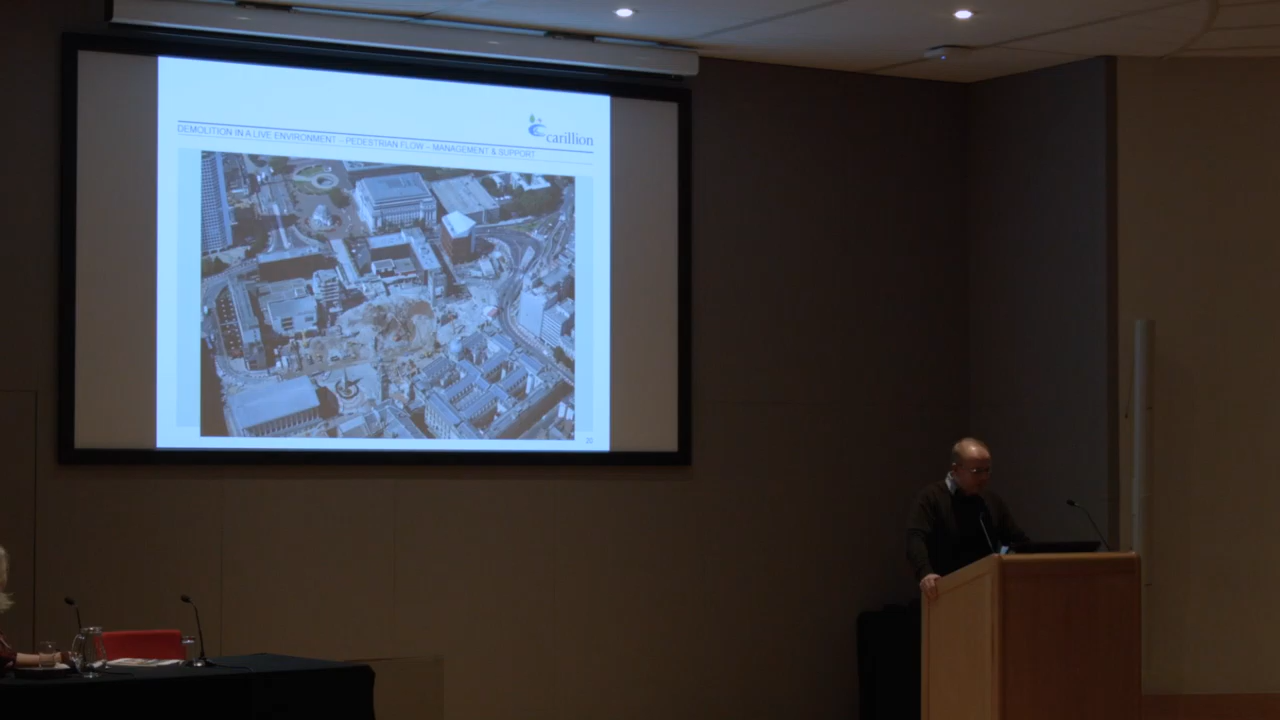 carillion
DEMOLITION IN A LIVE ENVIRONMENT – PEDESTRIAN FLOW – MANAGEMENT & SUPPORT
20